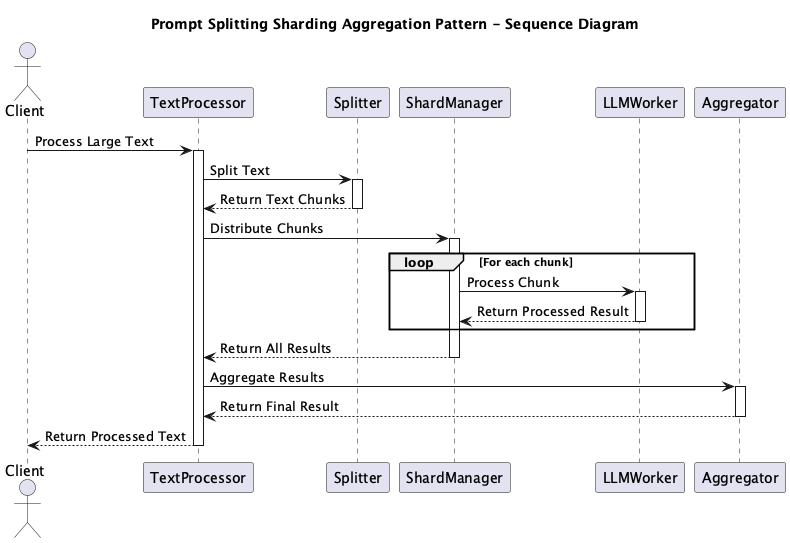 Prompt Splitting Sharding Aggregation Pattern - Sequence Diagram
Client
TextProcessor
Splitter
ShardManager
LLMWorker
Aggregator
Process Large Text
Split Text
Return Text Chunks
Distribute Chunks
loop
[For each chunk]
Process Chunk
Return Processed Result
Return All Results
Aggregate Results
Return Final Result
Return Processed Text
Client
TextProcessor
Splitter
ShardManager
LLMWorker
Aggregator